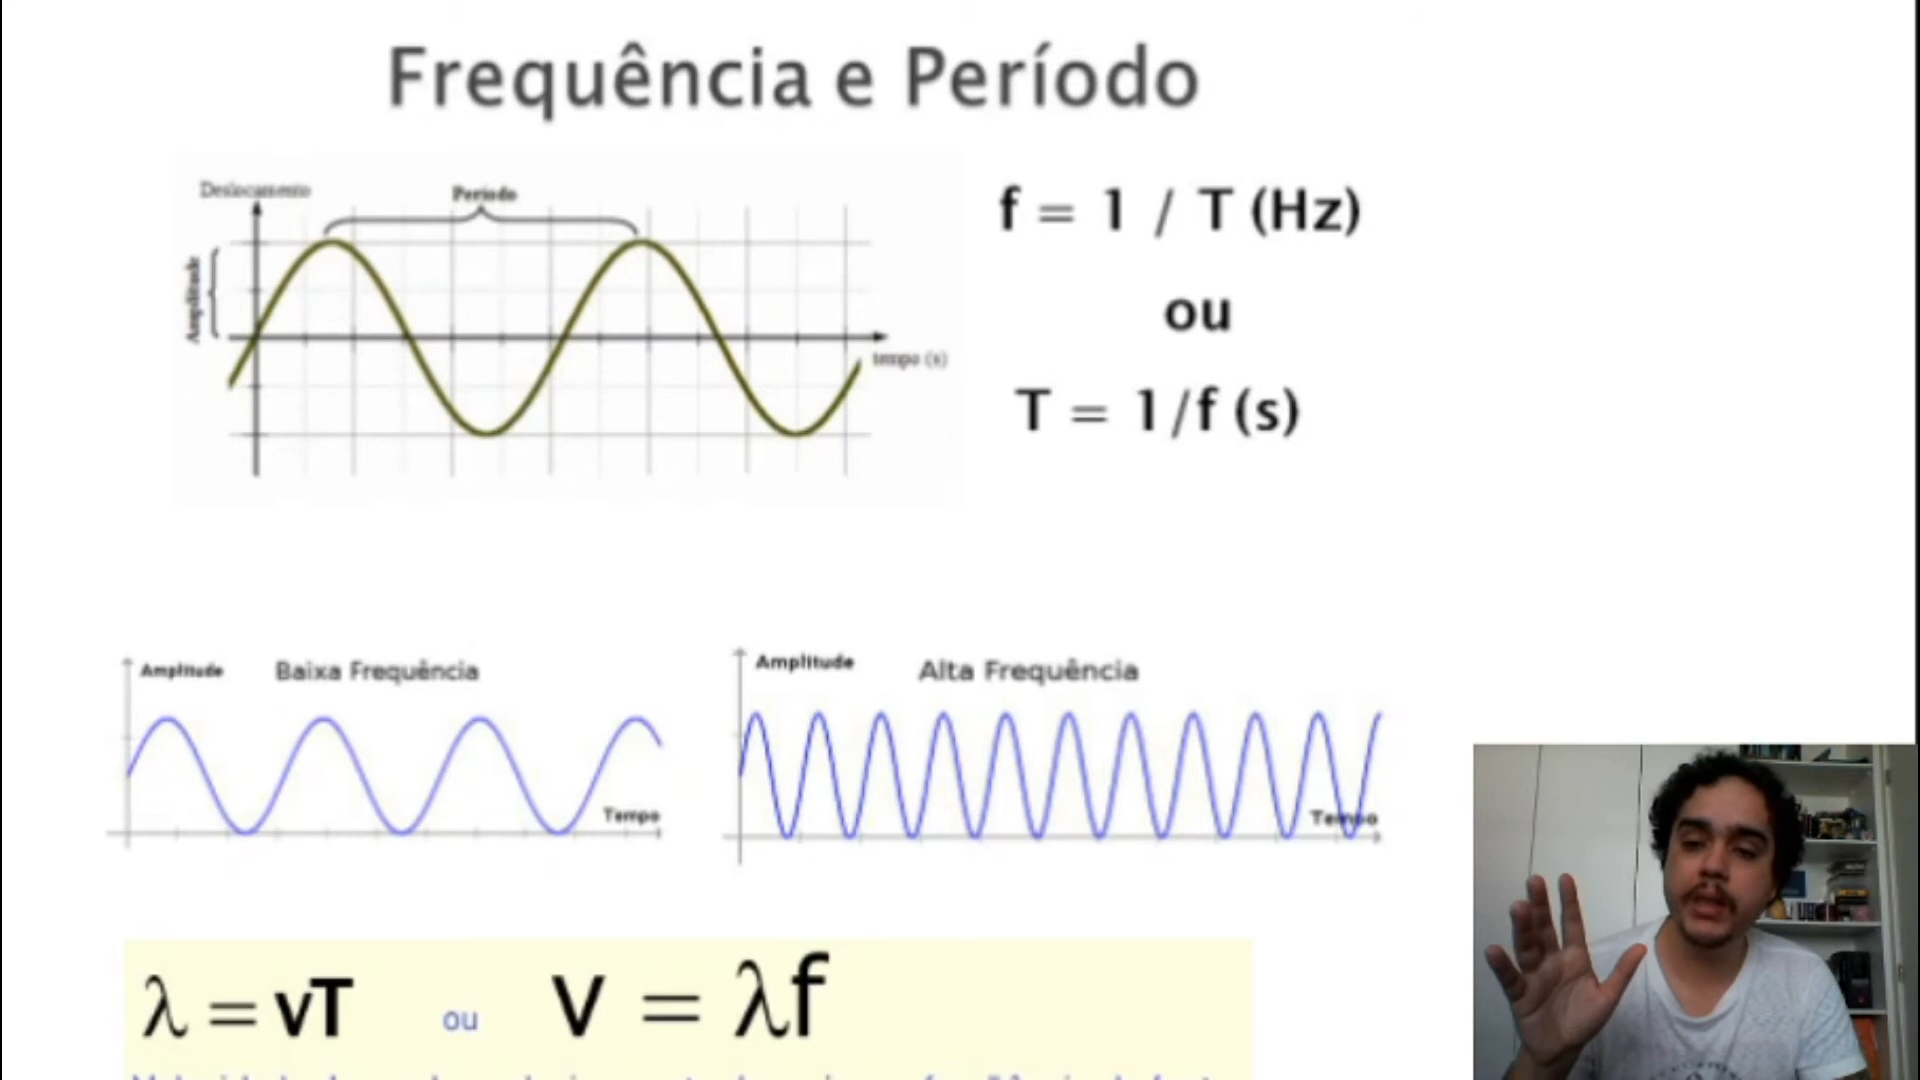 Frequência e Período
Deslocamento
Período
Amplitude
tempo (s)
f = 1 / T (Hz)
ou
T = 1/f (s)
Amplitude
Baixa Frequência
Tempo
Amplitude
Alta Frequência
Tempo
λ = vT ou V = λf